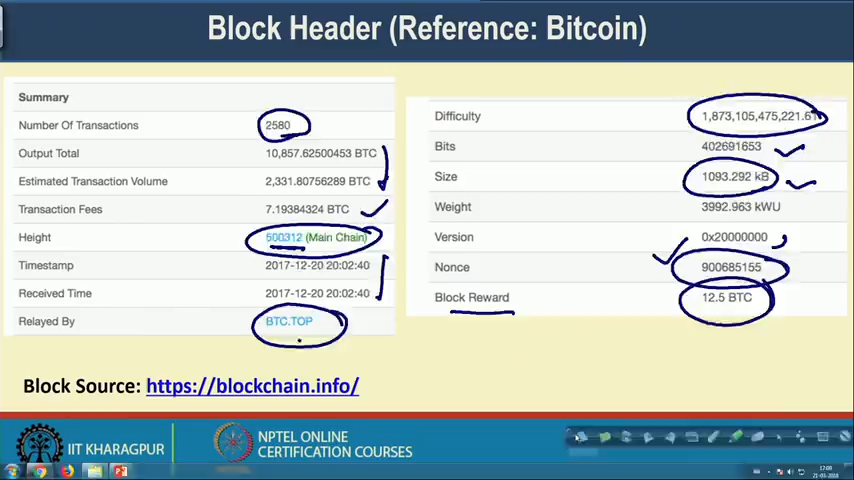 Block Header (Reference: Bitcoin)
Summary
Number Of Transactions 2580
Output Total 10,857.62500453 BTC
Estimated Transaction Volume 2,331.80756289 BTC
Transaction Fees 7.19384324 BTC
Height 500312 (Main Chain)
Timestamp 2017-12-20 20:02:40
Received Time 2017-12-20 20:02:40
Relayed By BTC.TOP
Difficulty 1,873,105,475,221.61
Bits 402691653
Size 1093.292 kB
Weight 3992.963 kWU
Version 0x20000000
Nonce 900685155
Block Reward 12.5 BTC
Block Source: https://blockchain.info/
IIT KHARAGPUR
NPTEL ONLINE
CERTIFICATION COURSES